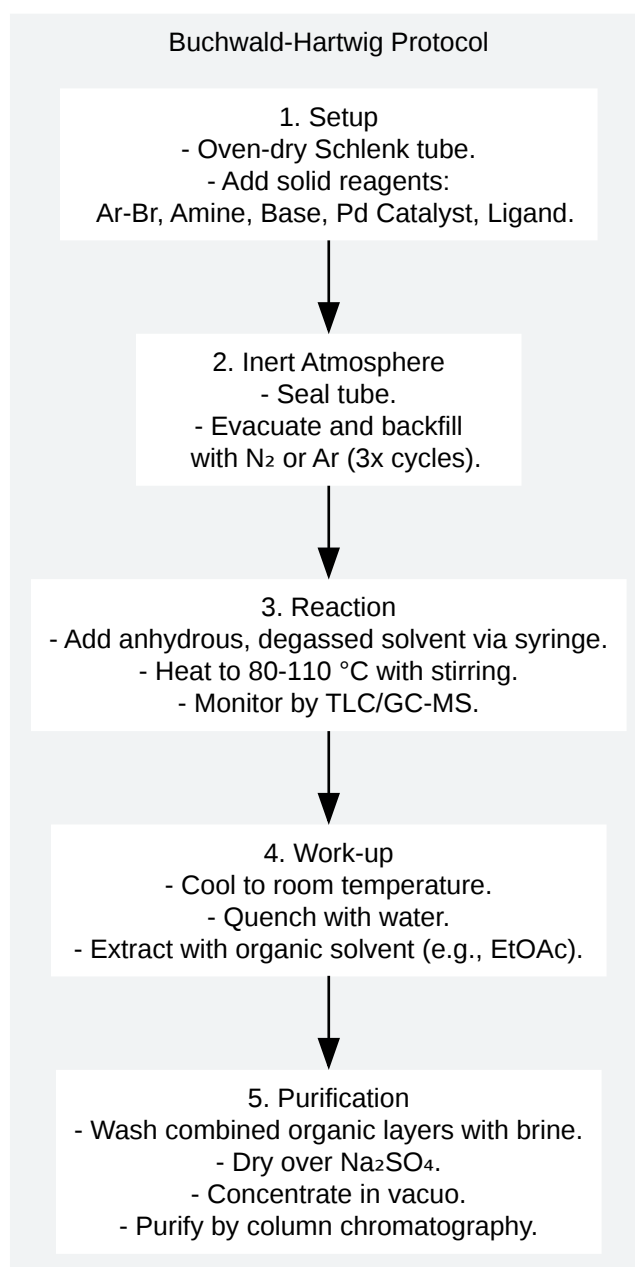 Buchwald-Hartwig Protocol
1. Setup
- Oven-dry Schlenk tube.
- Add solid reagents:
Ar-Br, Amine, Base, Pd Catalyst, Ligand.
2. Inert Atmosphere
- Seal tube.
- Evacuate and backfill
with N₂ or Ar (3x cycles).
3. Reaction
- Add anhydrous, degassed solvent via syringe.
- Heat to 80-110 °C with stirring.
- Monitor by TLC/GC-MS.
4. Work-up
- Cool to room temperature.
- Quench with water.
- Extract with organic solvent (e.g., EtOAc).
5. Purification
- Wash combined organic layers with brine.
- Dry over Na₂SO₄.
- Concentrate in vacuo.
- Purify by column chromatography.